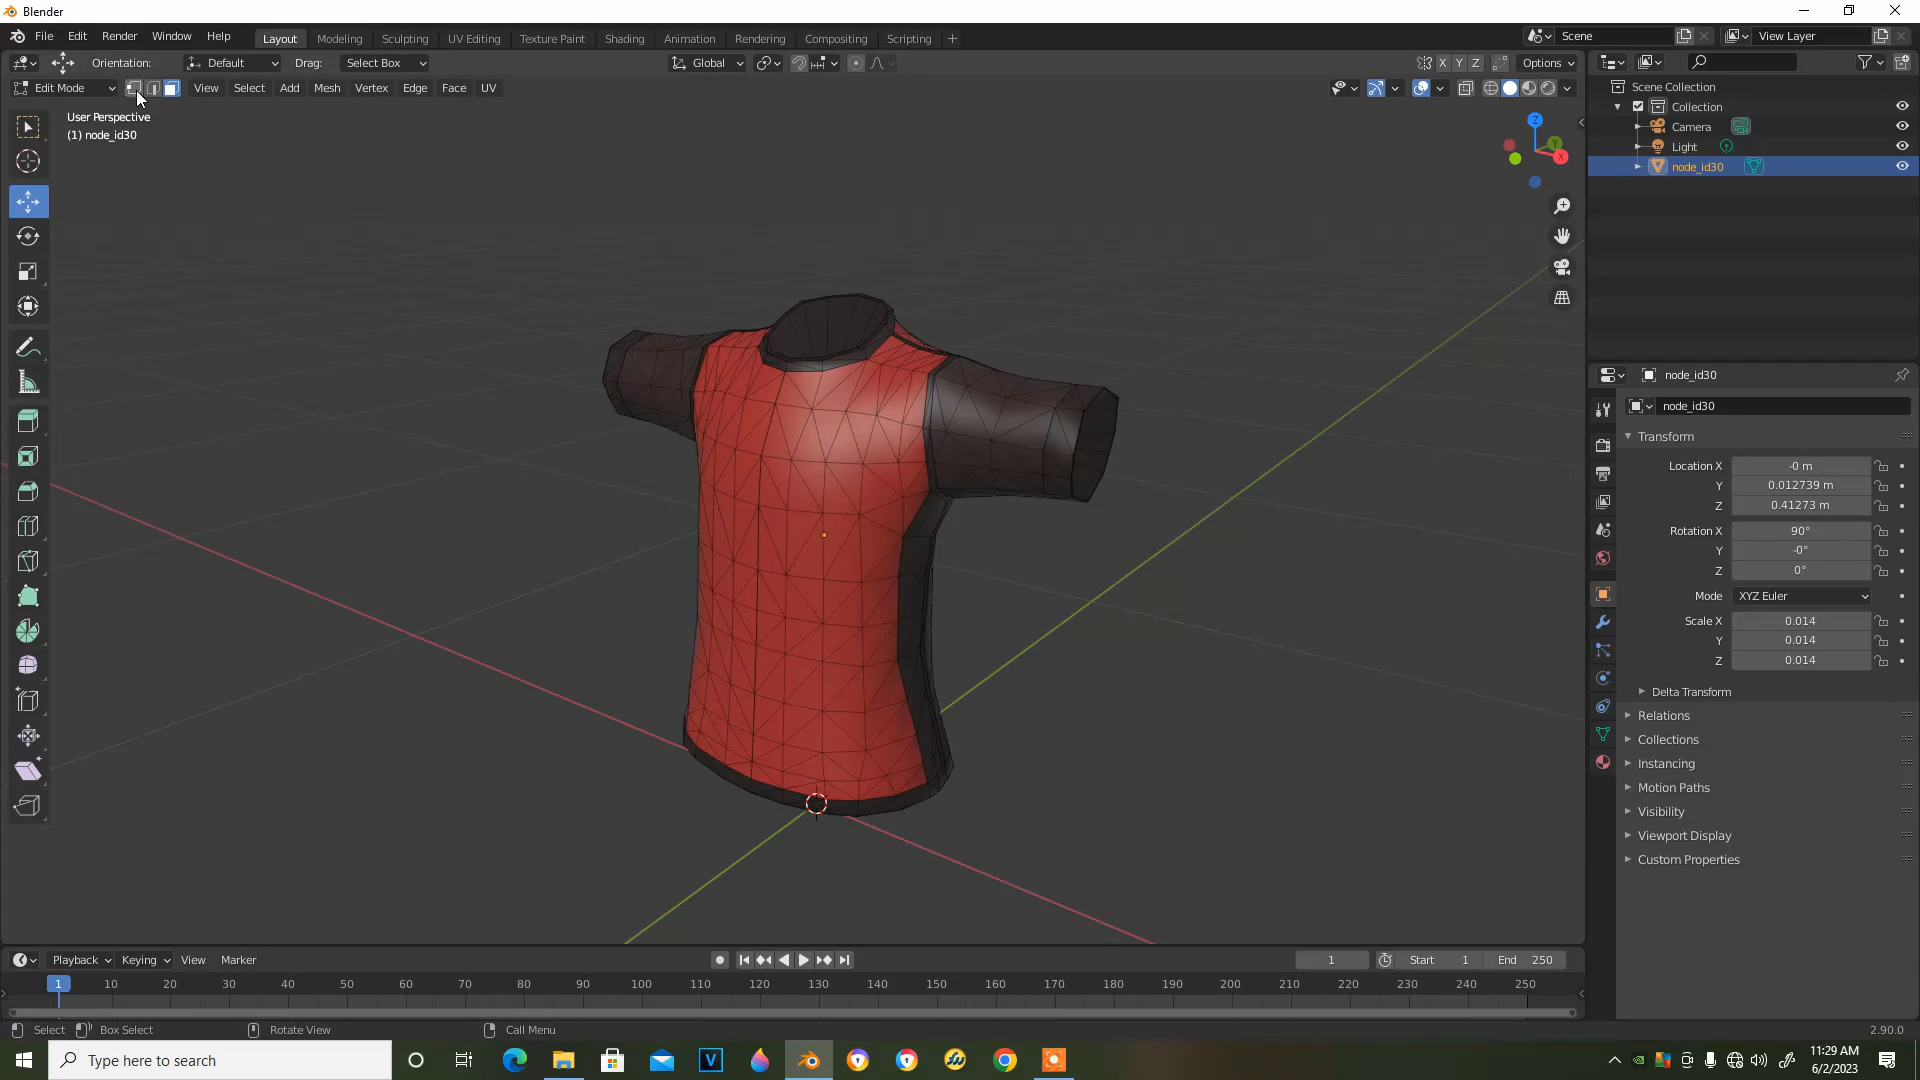 Blender
File Edit Render Window Help Layout Modeling Sculpting UV Editing Texture Paint Shading Animation Rendering Compositing Scripting + Scene View Layer
Orientation: Default Drag: Select Box Global X Y Z Options
Edit Mode View Select Add Mesh Vertex Edge Face UV
User Perspective
(1) node_id30
Z
Y
X
Scene Collection
Collection
Camera
Light
node_id30
node_id30
node_id30
Transform
Location X -0 m
Y 0.012739 m
Z 0.41273 m
Rotation X 90°
Y -0°
Z 0°
Mode XYZ Euler
Scale X 0.014
Y 0.014
Z 0.014
Delta Transform
Relations
Collections
Instancing
Motion Paths
Visibility
Viewport Display
Custom Properties
Playback Keying View Marker 1 Start 1 End 250
1 10 20 30 40 50 60 70 80 90 100 110 120 130 140 150 160 170 180 190 200 210 220 230 240 250
Select Box Select Rotate View Call Menu 2.90.0
Type here to search
11:29 AM
6/2/2023